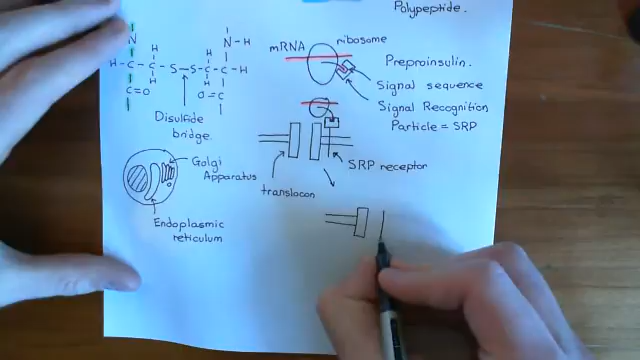 Polypeptide.
N
N - H
H
H
H - C - C - S - S - C - C - H
H
H
C = O
O = C
Disulfide
bridge.
mRNA
ribosome
Preproinsulin.
Signal sequence
Signal Recognition
Particle = SRP
SRP receptor
translocon
Golgi
Apparatus
Endoplasmic
reticulum